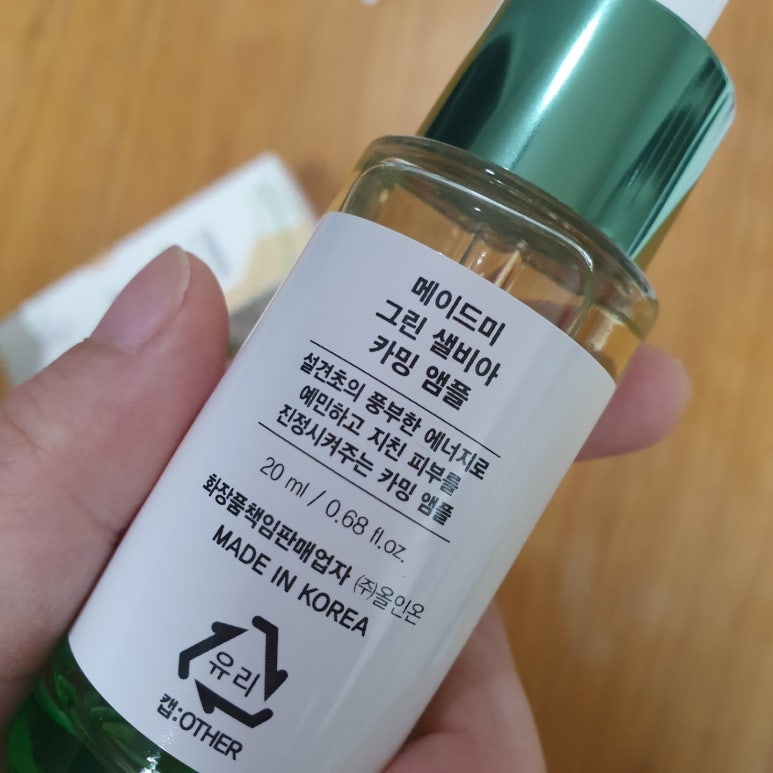 메이드미
그린 샐비아
카밍 앰플
설견초의 풍부한 에너지로
예민하고 지친 피부를
진정시켜주는 카밍 앰플
20 ml / 0.68 fl.oz.
화장품책임판매업자 (주)올인온
MADE IN KOREA
유리
캡:OTHER